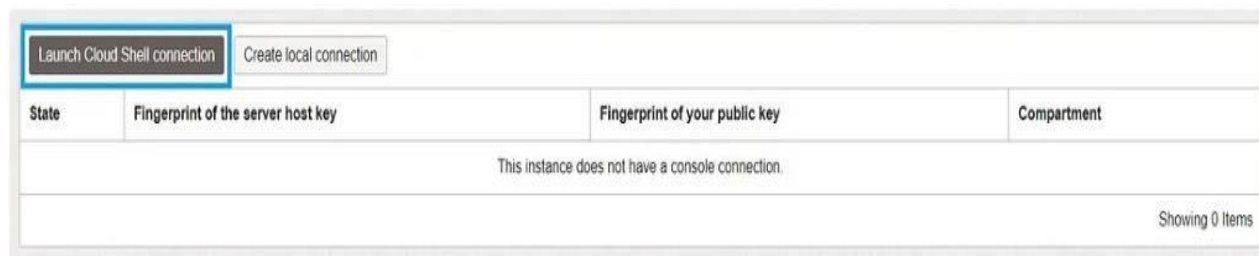 Launch Cloud Shell connection Create local connection
State Fingerprint of the server host key Fingerprint of your public key Compartment
This instance does not have a console connection.
Showing 0 Items